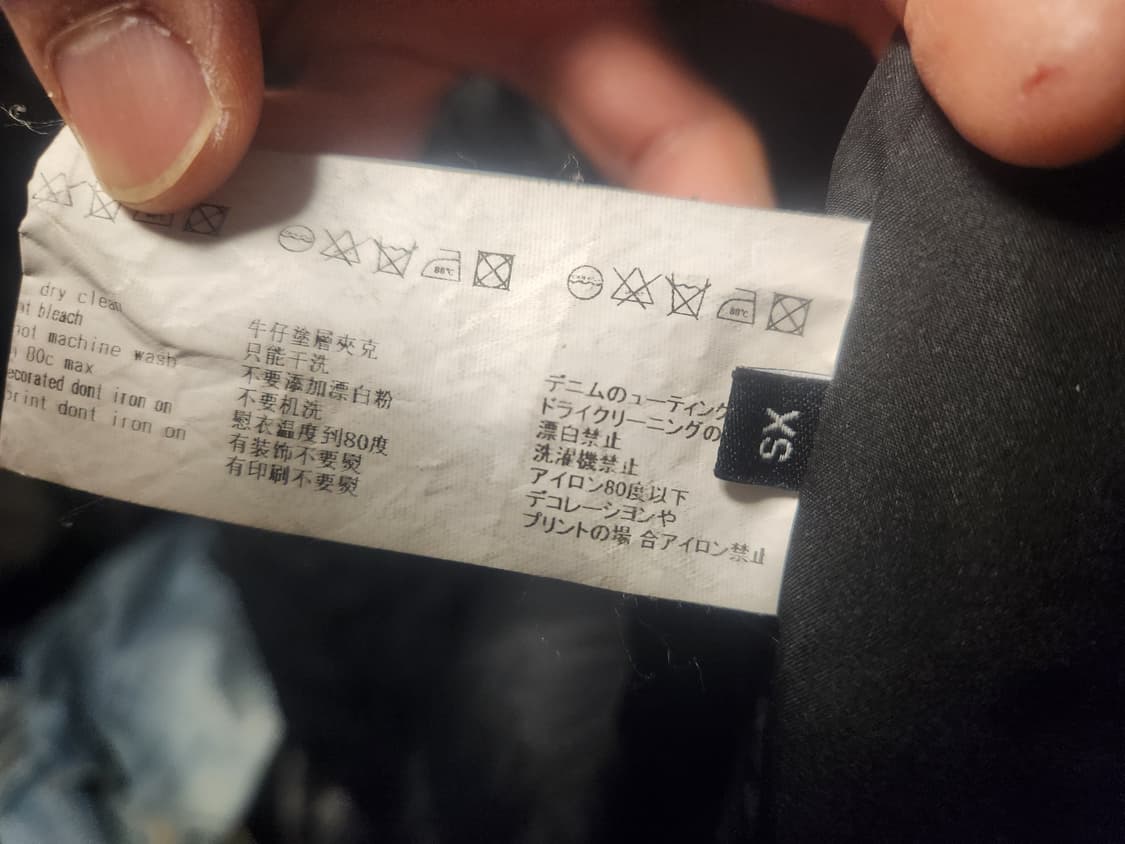 dry clean
bleach
machine wash
80c max
dont iron on
dont iron on
牛仔塗層夾克
只能干洗
不要添加漂白粉
不要机洗
慰衣温度到80度
有装饰不要熨
有印刷不要熨
デニムのューティング
ドライクリーニングの
漂白禁止
洗濯機禁止
アイロン80度以下
デコレーションや
プリントの場 合アイロン禁止
XS